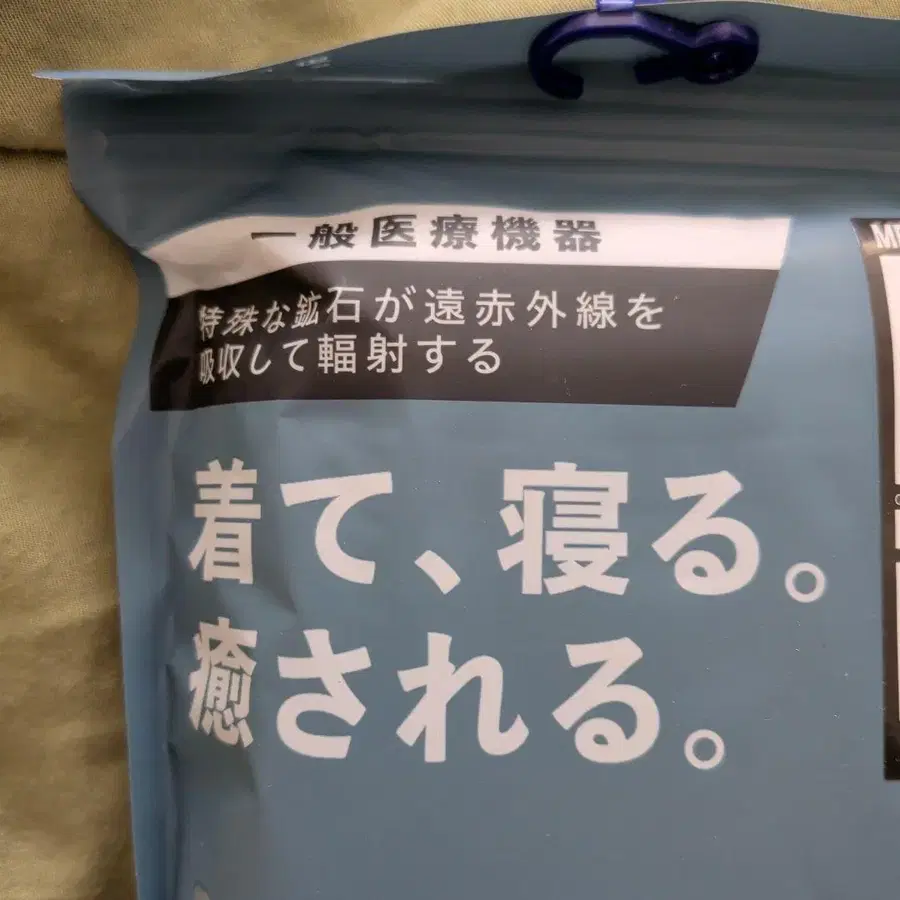 一般医療機器
特殊な鉱石が遠赤外線を
吸収して輻射する
着て、寝る。
癒される。